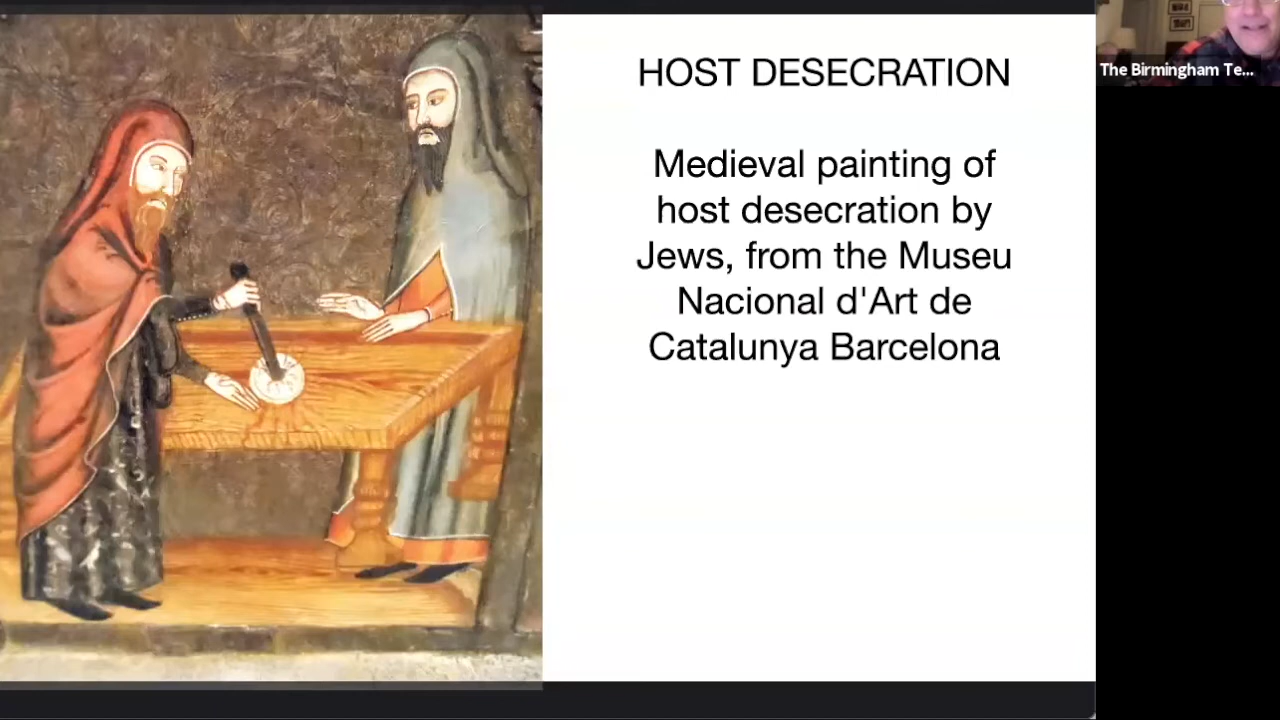 HOST DESECRATION
Medieval painting of
host desecration by
Jews, from the Museu
Nacional d'Art de
Catalunya Barcelona
The Birmingham Te...